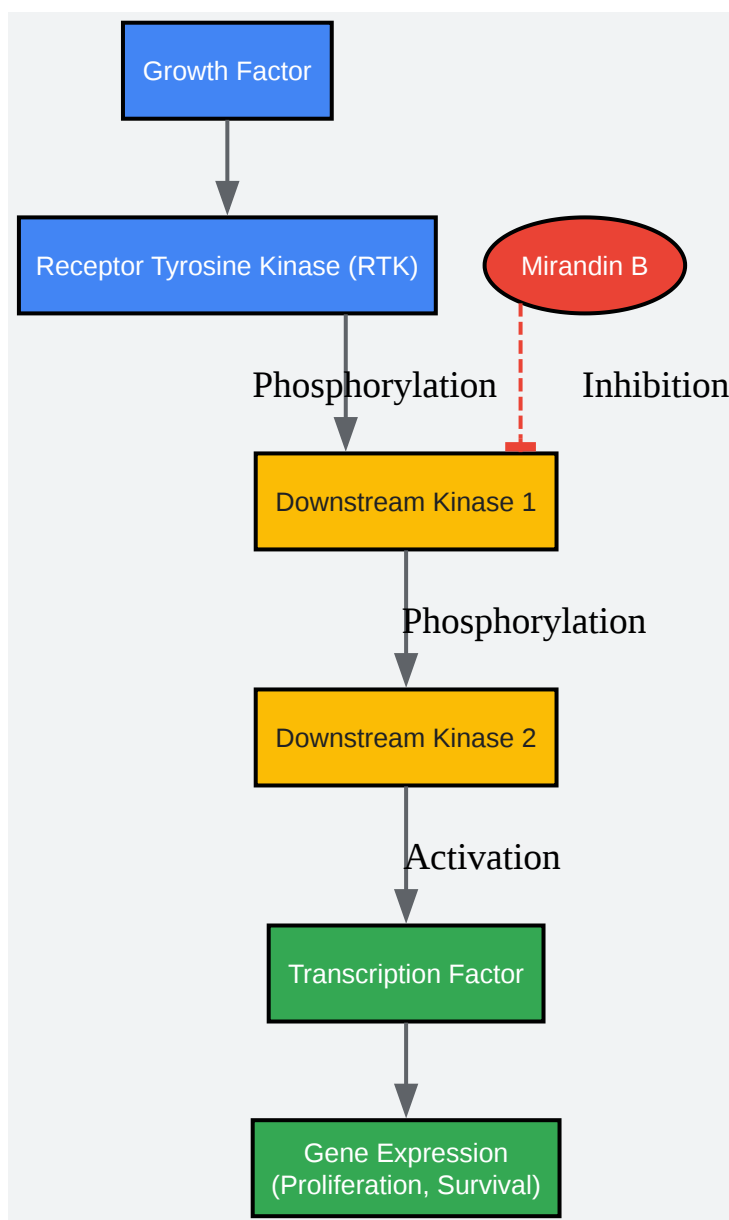 Growth Factor
Receptor Tyrosine Kinase (RTK)
Mirandin B
Phosphorylation
Inhibition
Downstream Kinase 1
Phosphorylation
Downstream Kinase 2
Activation
Transcription Factor
Gene Expression
(Proliferation, Survival)